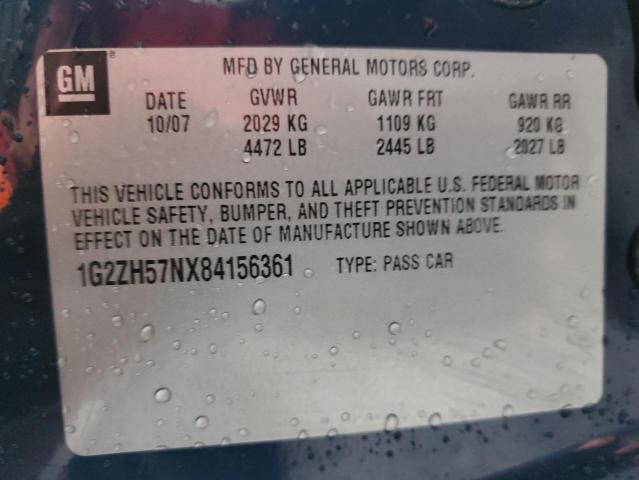 GM
MFD BY GENERAL MOTORS CORP.
DATE GVWR GAWR FRT GAWR RR
10/07 2029 KG 1109 KG 920 KG
4472 LB 2445 LB 2027 LB
THIS VEHICLE CONFORMS TO ALL APPLICABLE U.S. FEDERAL MOTOR
VEHICLE SAFETY, BUMPER, AND THEFT PREVENTION STANDARDS IN
EFFECT ON THE DATE OF MANUFACTURE SHOWN ABOVE.
1G2ZH57NX84156361 TYPE: PASS CAR